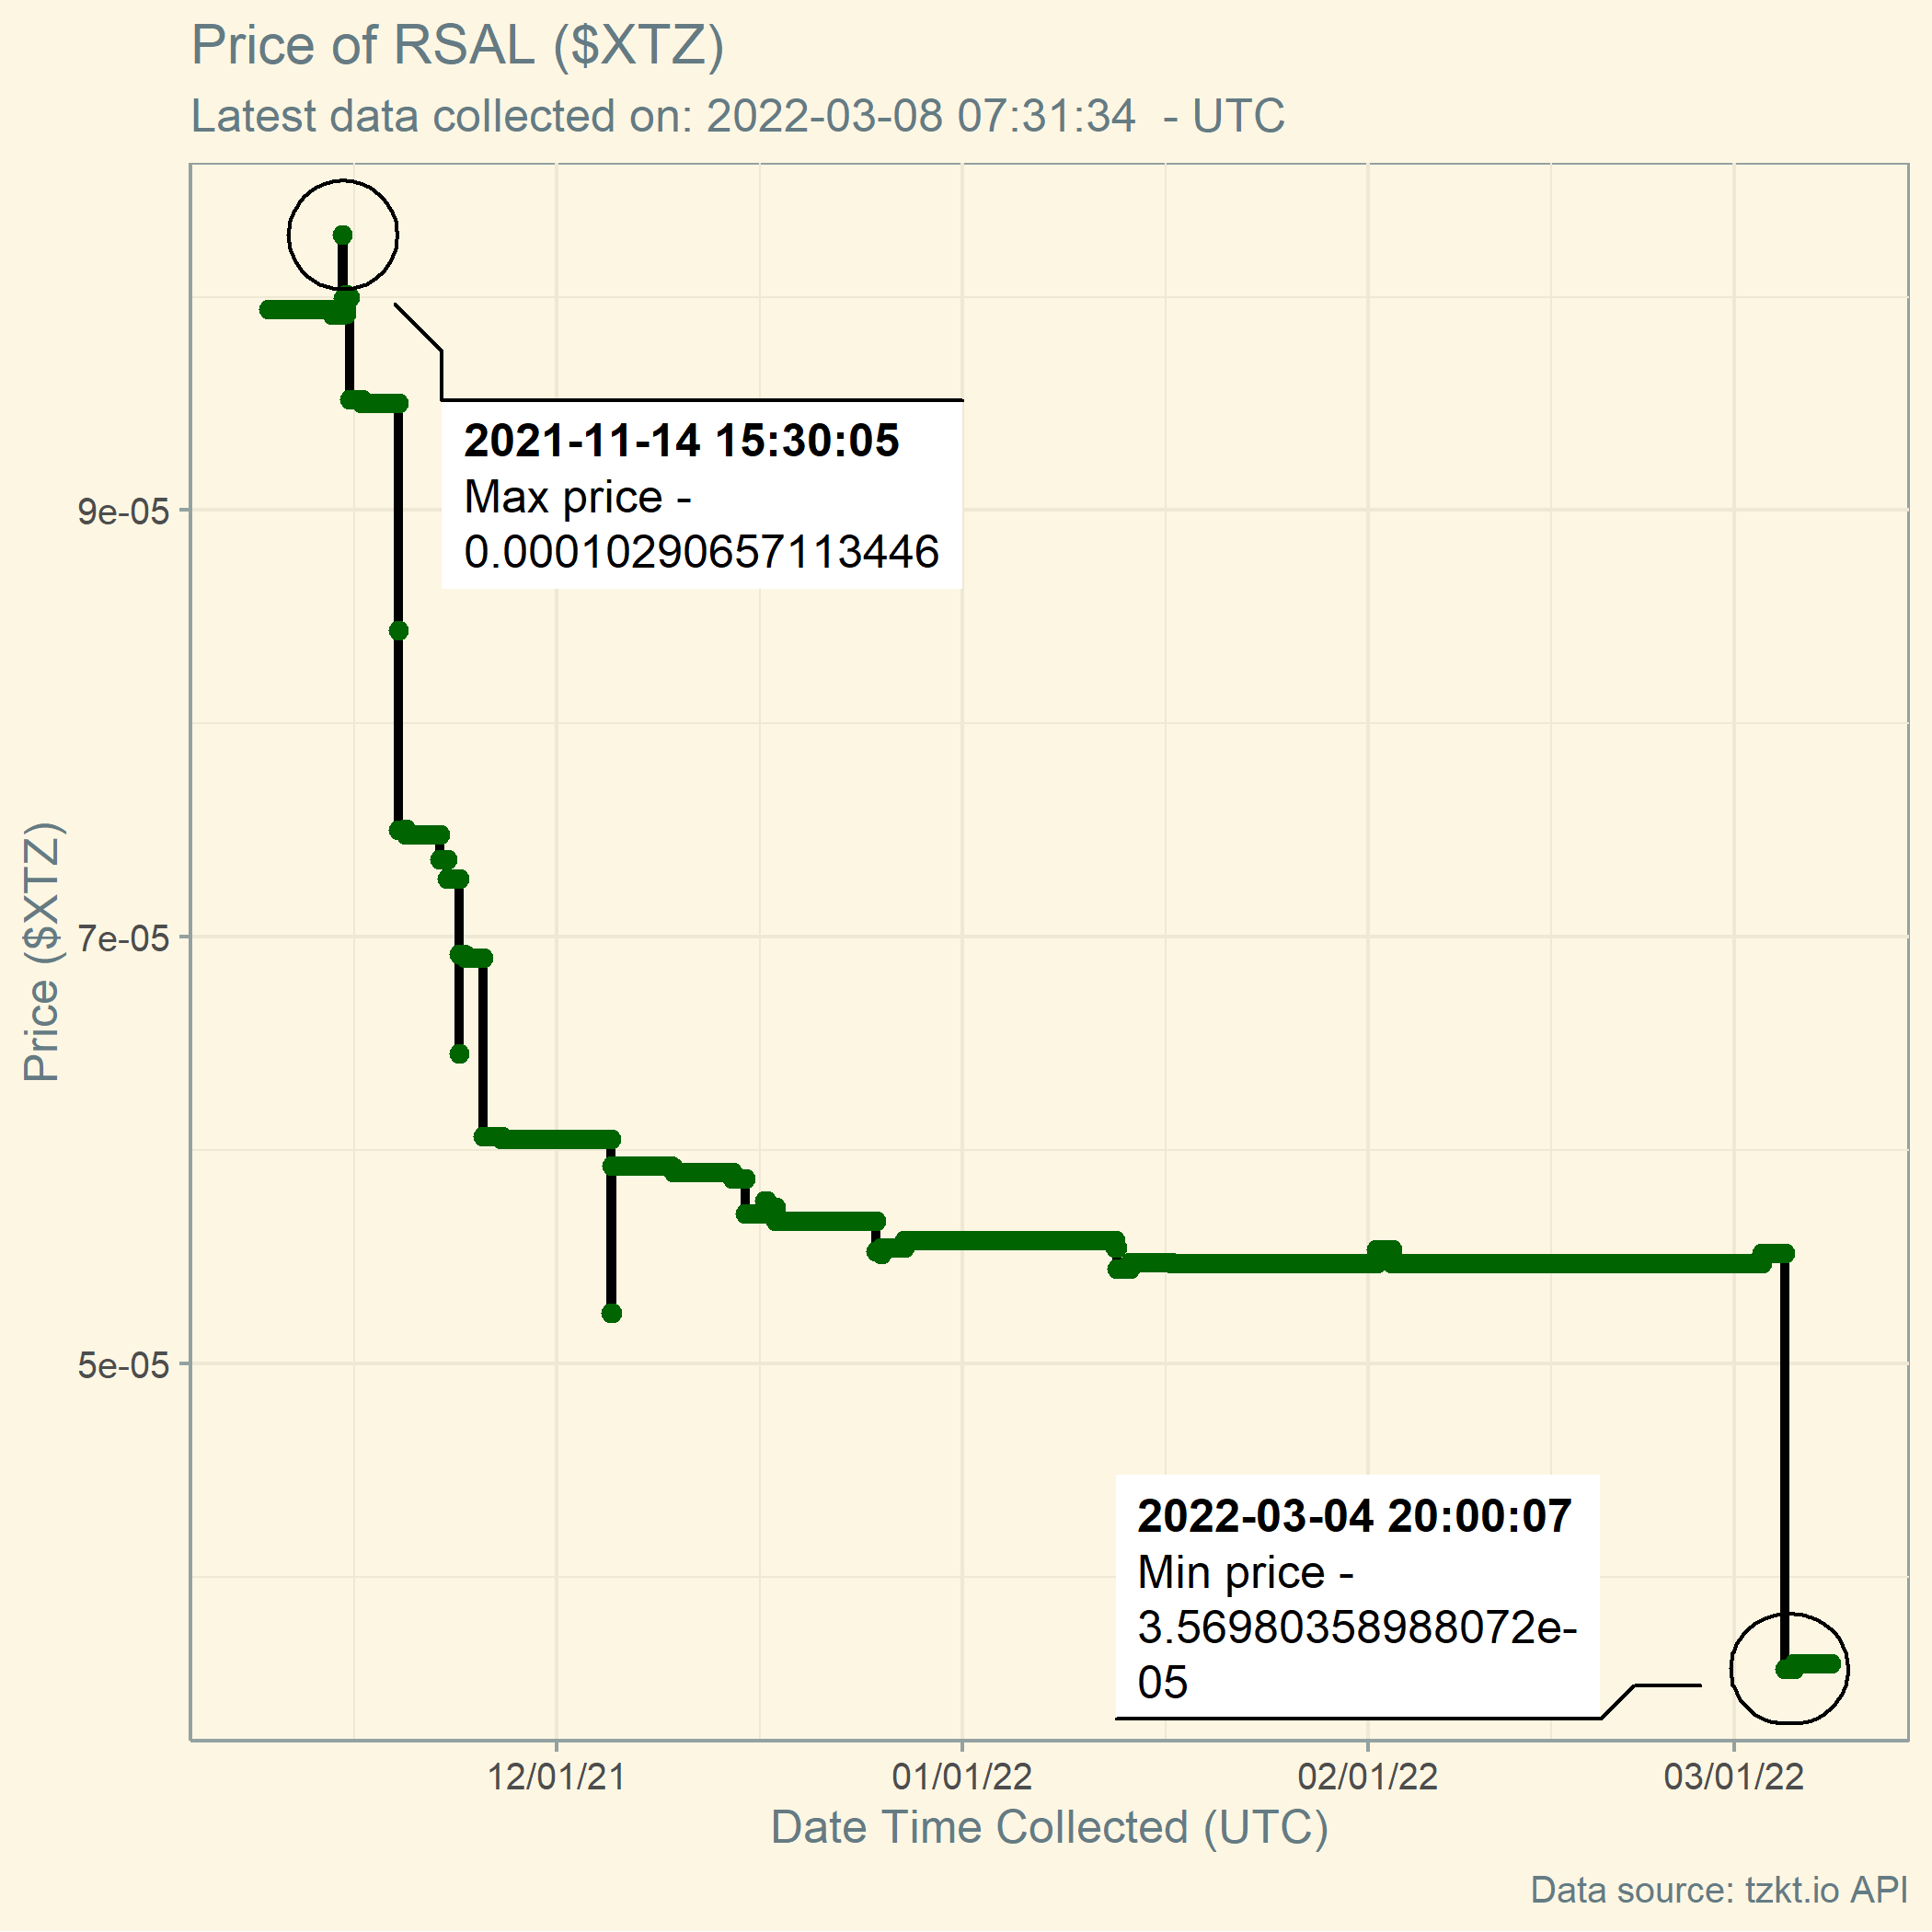 Price of RSAL ($XTZ)
Latest data collected on: 2022-03-08 07:31:34  - UTC
2021-11-14 15:30:05
Max price -
0.000102906571134​46
9e-05
Price ($XTZ)
7e-05
5e-05
2022-03-04 20:00:07
Min price -
3.56980358988072e-
05
12/01/21
01/01/22
02/01/22
03/01/22
Date Time Collected (UTC)
Data source: tzkt.io API